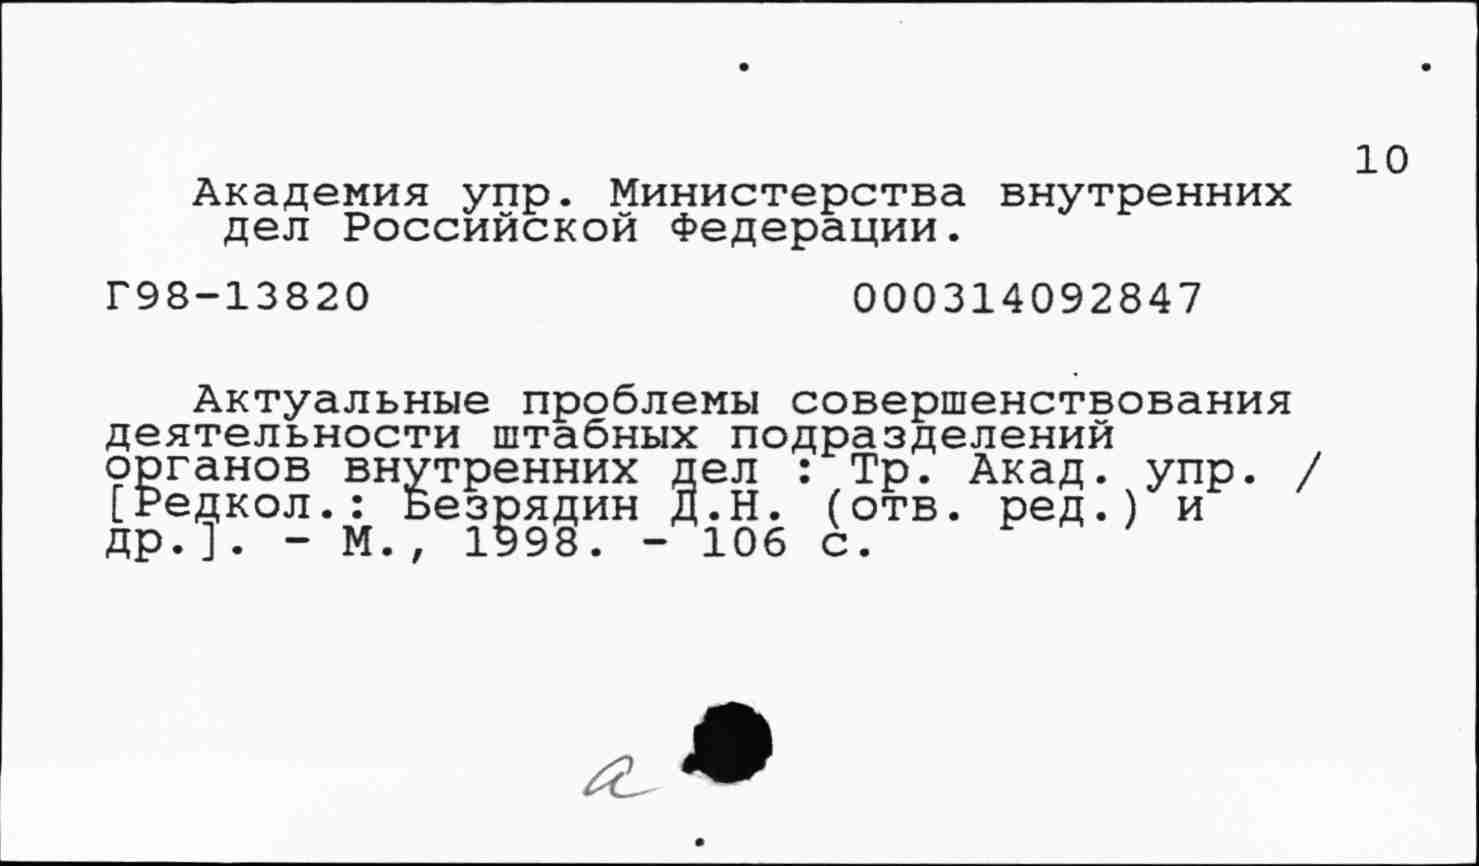 10
Академия упр. Министерства внутренних
дел Российской Федерации.
Г98-13820 000314092847
Актуальные проблемы совершенствования
деятельности штабных подразделений
органов внутренних дел : Тр. Акад. упр. /
[Редкол.: Безрядин Д.Н. (отв. ред.) и
др.]. - М., 1998. - 106 с.
а